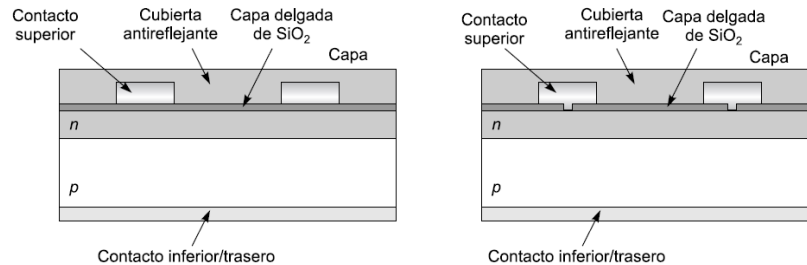 Contacto
superior
Cubierta
antireflejante
Capa delgada
de SiO₂
Capa
n
p
Contacto inferior/trasero
Contacto
superior
Cubierta
antireflejante
Capa delgada
de SiO₂
Capa
n
p
Contacto inferior/trasero